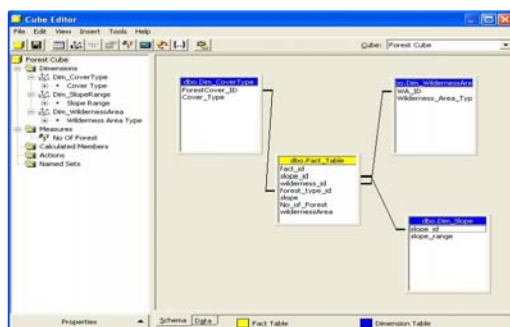 Cube Editor
File Edit View Insert Tools Help
Cube: Forest Cube
Forest Cube
Dimensions
Dim_CoverType
Cover Type
Dim_SlopeRange
Slope Range
Dim_WildernessArea
Wilderness Area Type
Measures
No Of Forest
Calculated Members
Actions
Named Sets
Properties
dbo.Dim_CoverType
ForestCover_ID
Cover_Type
dbo.Fact_Table
fact_id
slope_id
wilderness_id
forest_type_id
slope
No_of_Forest
wildernessArea
bo.Dim_WildernessAre
WA_ID
Wilderness_Area_Typ
dbo.Dim_Slope
slope_id
slope_range
Schema Data
Fact Table
Dimension Table